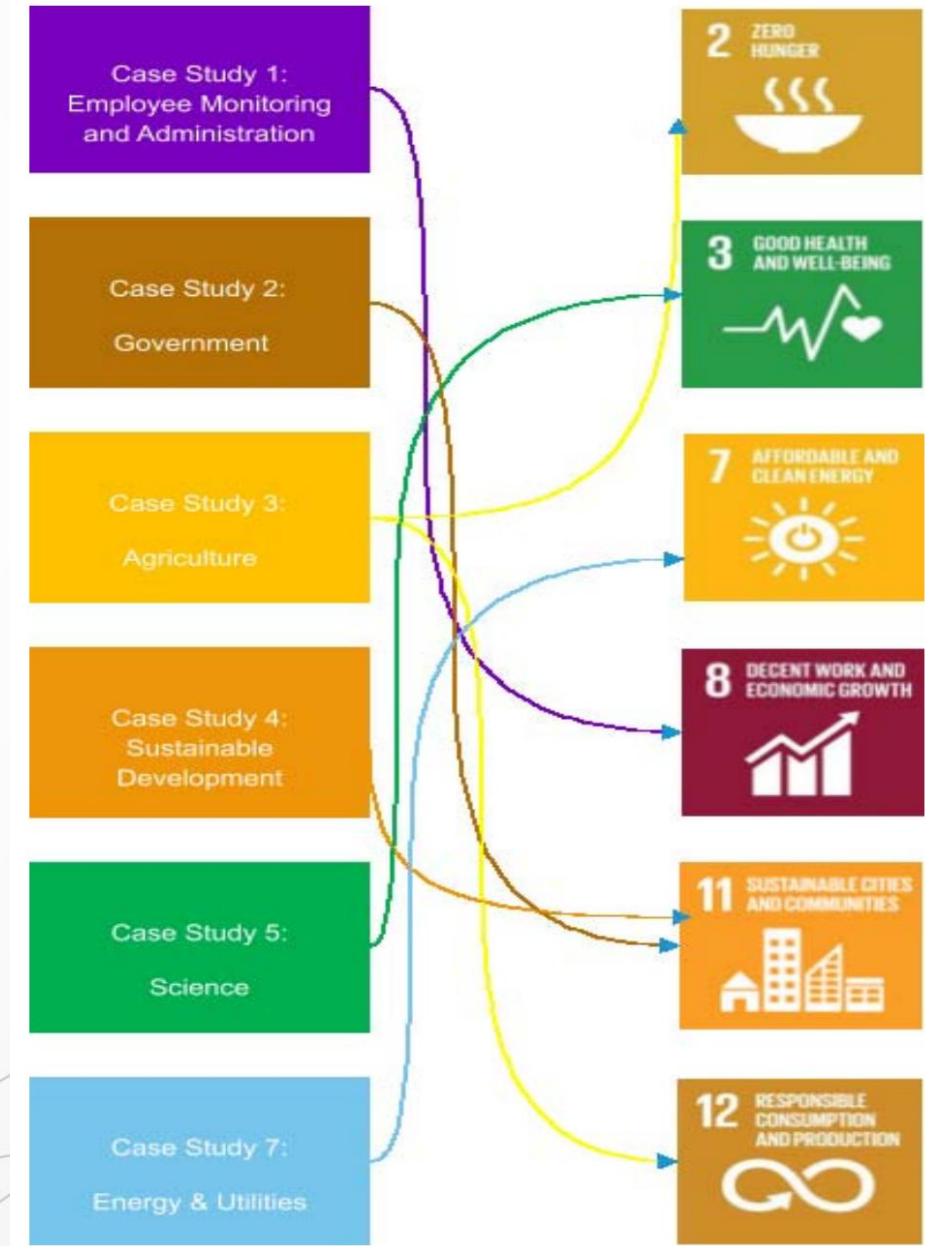 Case Study 1:
Employee Monitoring
and Administration
Case Study 2:
Government
Case Study 3:
Agriculture
Case Study 4:
Sustainable
Development
Case Study 5:
Science
Case Study 7:
Energy & Utilities
2 ZERO
HUNGER
3 GOOD HEALTH
AND WELL-BEING
7 AFFORDABLE AND
CLEAN ENERGY
8 DECENT WORK AND
ECONOMIC GROWTH
11 SUSTAINABLE CITIES
AND COMMUNITIES
12 RESPONSIBLE
CONSUMPTION
AND PRODUCTION